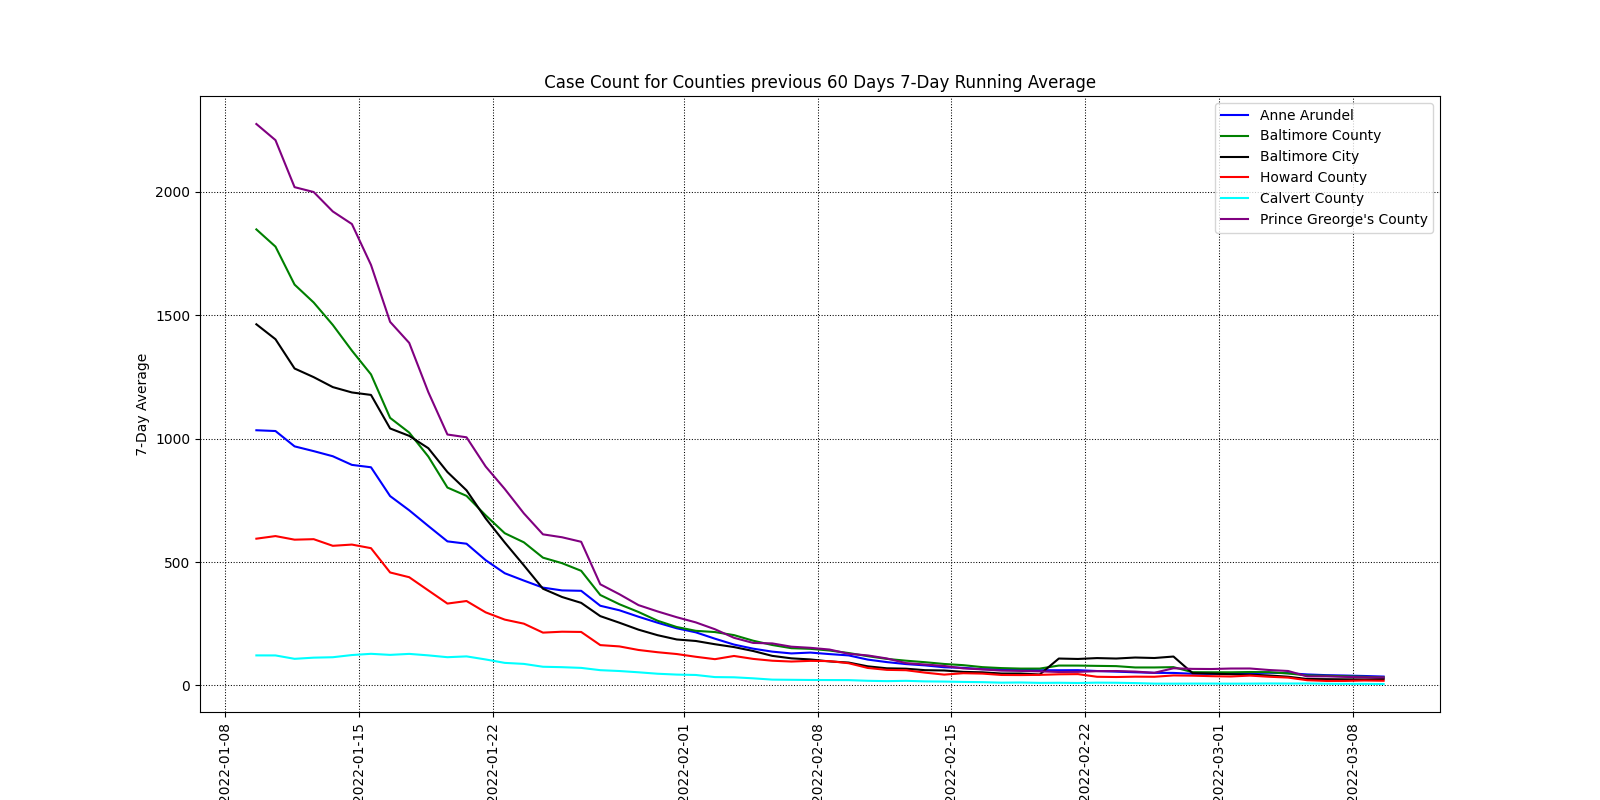 Case Count for Counties previous 60 Days 7-Day Running Average
Anne Arundel
Baltimore County
Baltimore City
Howard County
Calvert County
Prince Greorge's County
7-Day Average
2000
1500
1000
500
0
2022-01-08
2022-01-15
2022-01-22
2022-02-01
2022-02-08
2022-02-15
2022-02-22
2022-03-01
2022-03-08